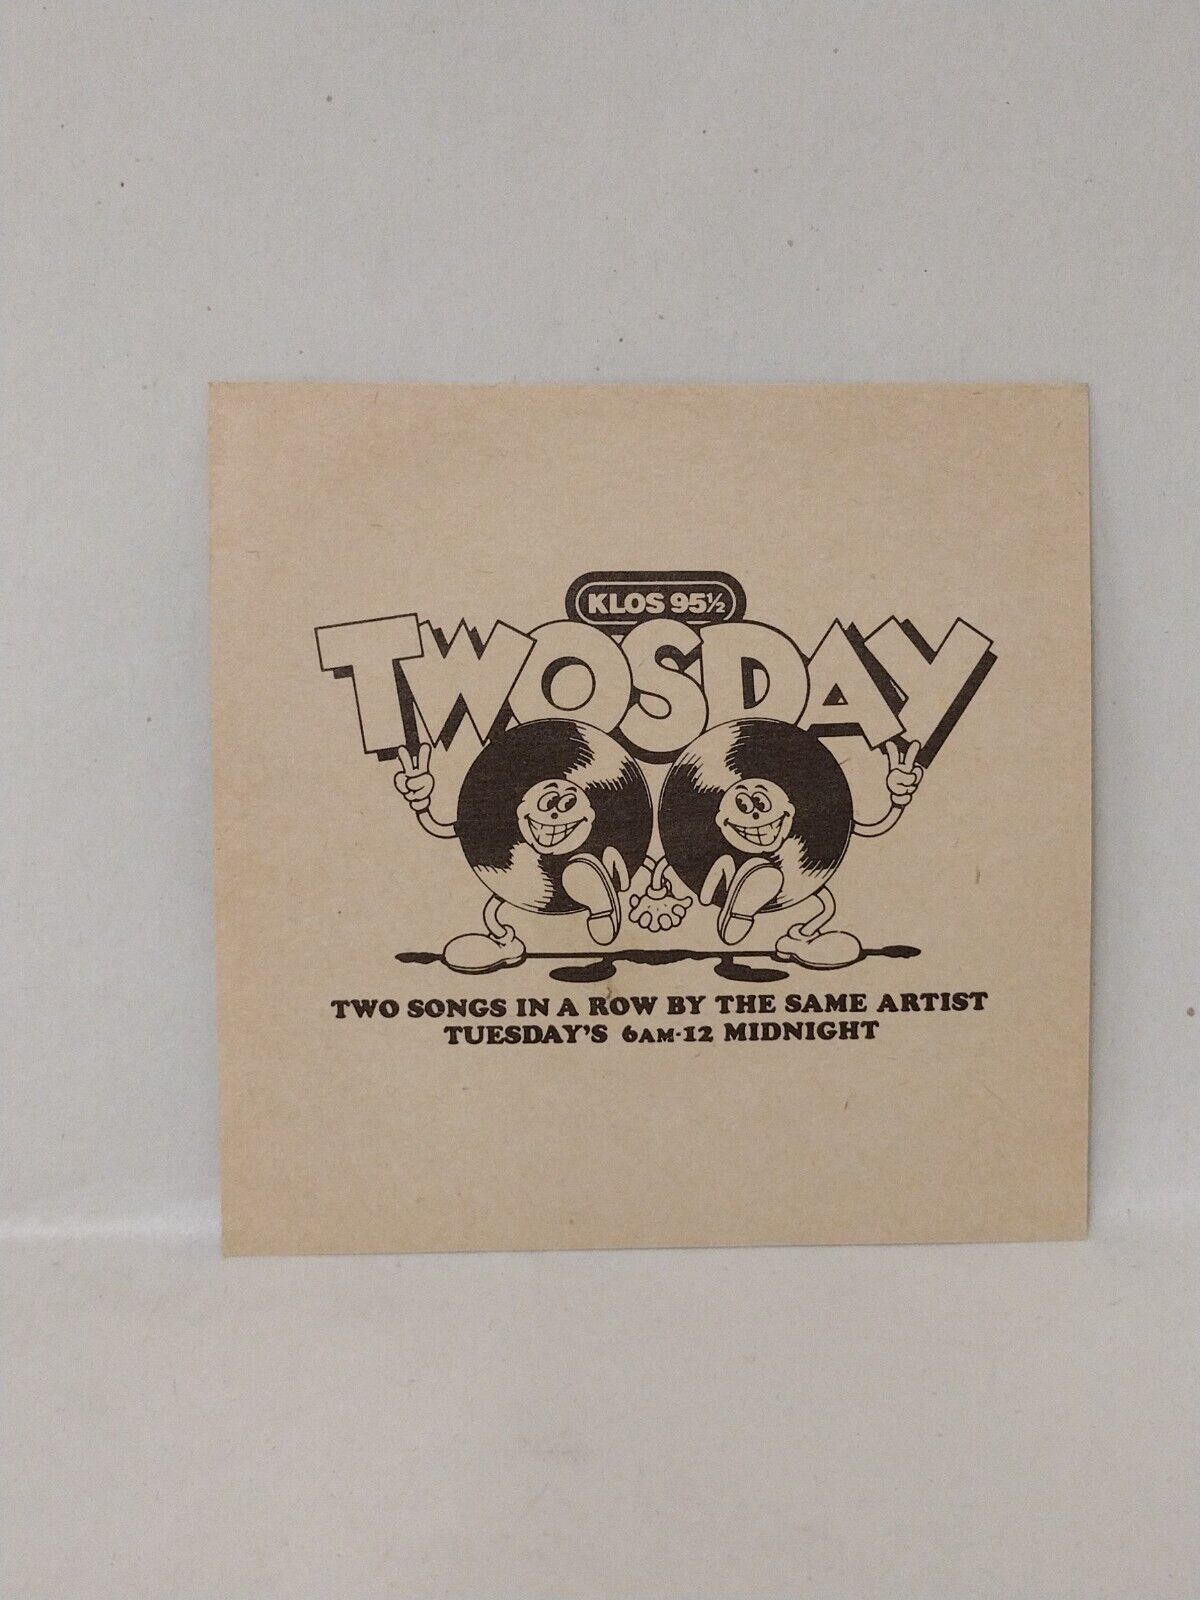 KLOS 95½
TWOSDAY
TWO SONGS IN A ROW BY THE SAME ARTIST
TUESDAY'S 6AM-12 MIDNIGHT